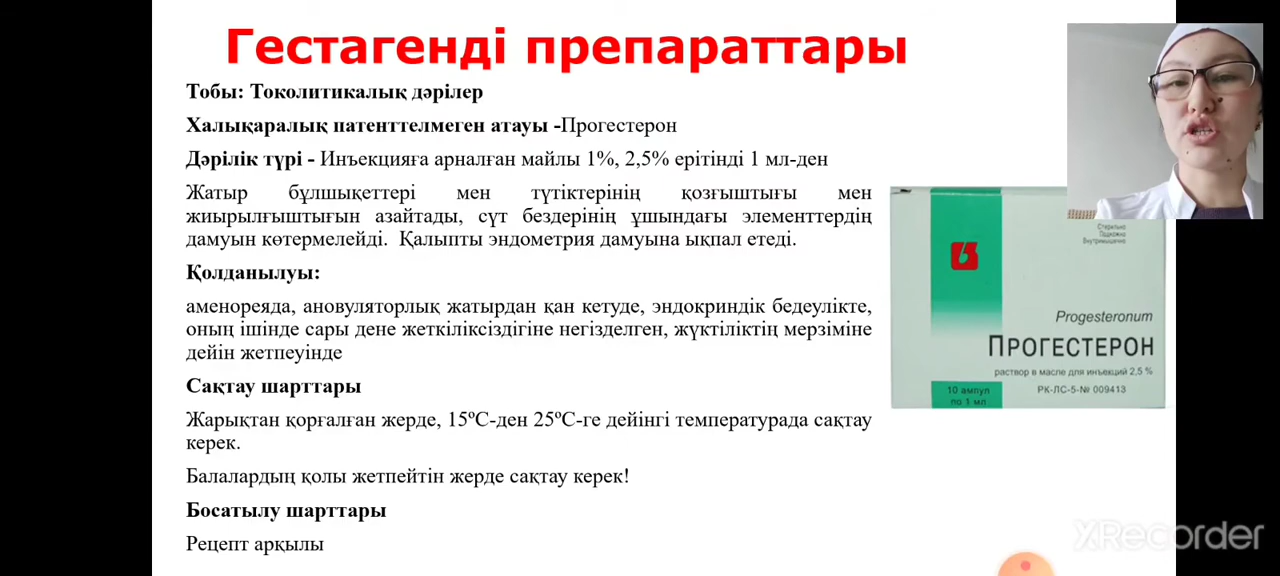 Гестагенді препараттары
Тобы: Токолитикалық дәрілер
Халықаралық патенттелмеген атауы -Прогестерон
Дәрілік түрі - Инъекцияға арналған майлы 1%, 2,5% ерітінді 1 мл-ден
Жатыр бұлшықеттері мен түтіктерінің қозғыштығы мен
жиырылғыштығын азайтады, сүт бездерінің ұшындағы элементтердің
дамуын көтермелейді. Қалыпты эндометрия дамуына ықпал етеді.
Қолданылуы:
аменореяда, ановуляторлық жатырдан қан кетуде, эндокриндік бедеулікте,
оның ішінде сары дене жеткіліксіздігіне негізделген, жүктіліктің мерзіміне
дейін жетпеуінде
Сақтау шарттары
Жарықтан қорғалған жерде, 15ºС-ден 25ºС-ге дейінгі температурада сақтау
керек.
Балалардың қолы жетпейтін жерде сақтау керек!
Босатылу шарттары
Рецепт арқылы
Стерильно
Подкожно
Внутримышечно
Progesteronum
ПРОГЕСТЕРОН
раствор в масле для инъекций 2,5 %
РК-ЛС-5-№ 009413
10 ампул
по 1 мл
XRecorder